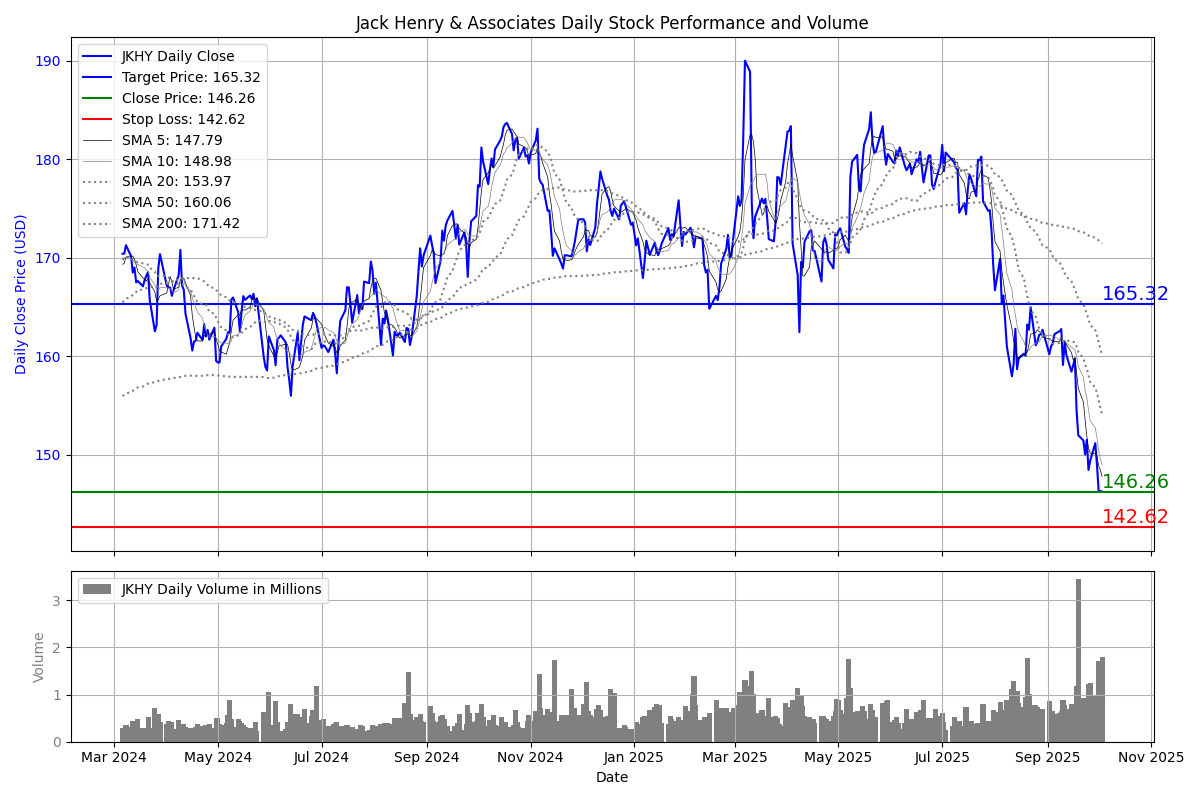 Jack Henry & Associates Daily Stock Performance and Volume
JKHY Daily Close
Target Price: 165.32
Close Price: 146.26
Stop Loss: 142.62
SMA 5: 147.79
SMA 10: 148.98
SMA 20: 153.97
SMA 50: 160.06
SMA 200: 171.42
190
180
170
160
150
Daily Close Price (USD)
165.32
146.26
142.62
JKHY Daily Volume in Millions
3
2
1
0
Volume
Mar 2024 May 2024 Jul 2024 Sep 2024 Nov 2024 Jan 2025 Mar 2025 May 2025 Jul 2025 Sep 2025 Nov 2025
Date